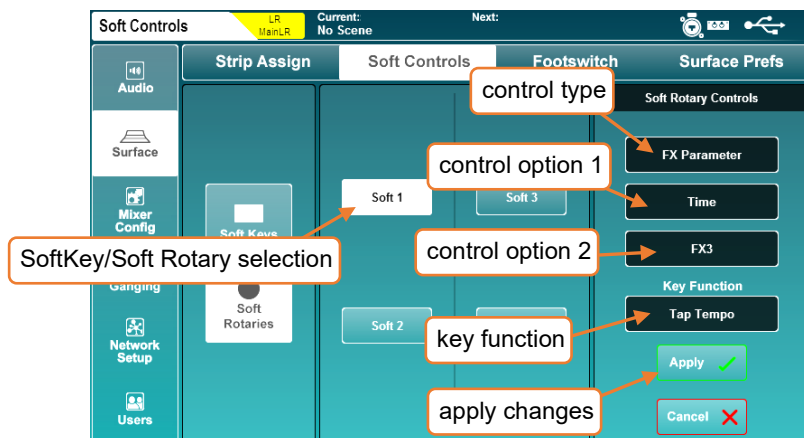 Soft Controls
LR
MainLR
Current:
No Scene
Next:
Strip Assign
Soft Controls
Footswitch
Surface Prefs
Audio
Surface
Mixer
Config
Ganging
Network
Setup
Users
Soft Keys
Soft
Rotaries
Soft 1
Soft 2
Soft 3
Soft Rotary Controls
FX Parameter
Time
FX3
Key Function
Tap Tempo
Apply
Cancel
control type
control option 1
SoftKey/Soft Rotary selection
control option 2
key function
apply changes